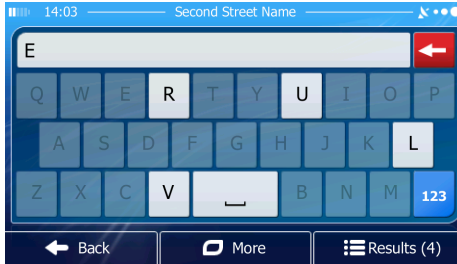 14:03 Second Street Name
E
Q W E R T Y U I O P
A S D F G H J K L
Z X C V B N M 123
Back More Results (4)